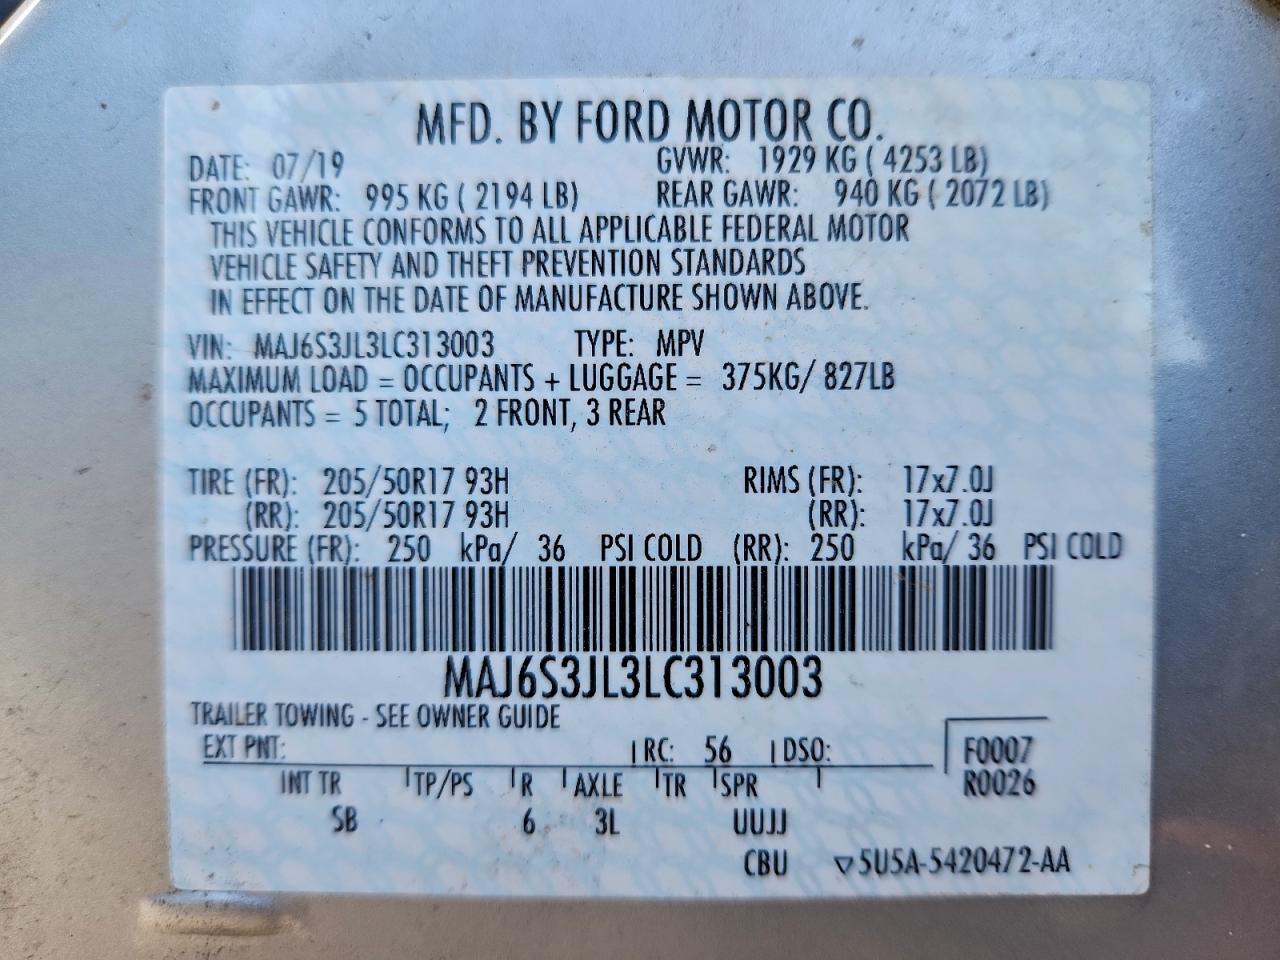 MFD. BY FORD MOTOR CO.
DATE: 07/19 GVWR: 1929 KG ( 4253 LB)
FRONT GAWR: 995 KG ( 2194 LB) REAR GAWR: 940 KG ( 2072 LB)
THIS VEHICLE CONFORMS TO ALL APPLICABLE FEDERAL MOTOR
VEHICLE SAFETY AND THEFT PREVENTION STANDARDS
IN EFFECT ON THE DATE OF MANUFACTURE SHOWN ABOVE.
VIN: MAJ6S3JL3LC313003 TYPE: MPV
MAXIMUM LOAD = OCCUPANTS + LUGGAGE = 375KG/ 827LB
OCCUPANTS = 5 TOTAL; 2 FRONT, 3 REAR
TIRE (FR): 205/50R17 93H RIMS (FR): 17x7.0J
(RR): 205/50R17 93H (RR): 17x7.0J
PRESSURE (FR): 250 kPa/ 36 PSI COLD (RR): 250 kPa/ 36 PSI COLD
MAJ6S3JL3LC313003
TRAILER TOWING - SEE OWNER GUIDE
EXT PNT: RC: 56 DSO: F0007
INT TR TP/PS R AXLE TR SPR R0026
SB 6 3L UUJJ
CBU ▽5U5A-5420472-AA